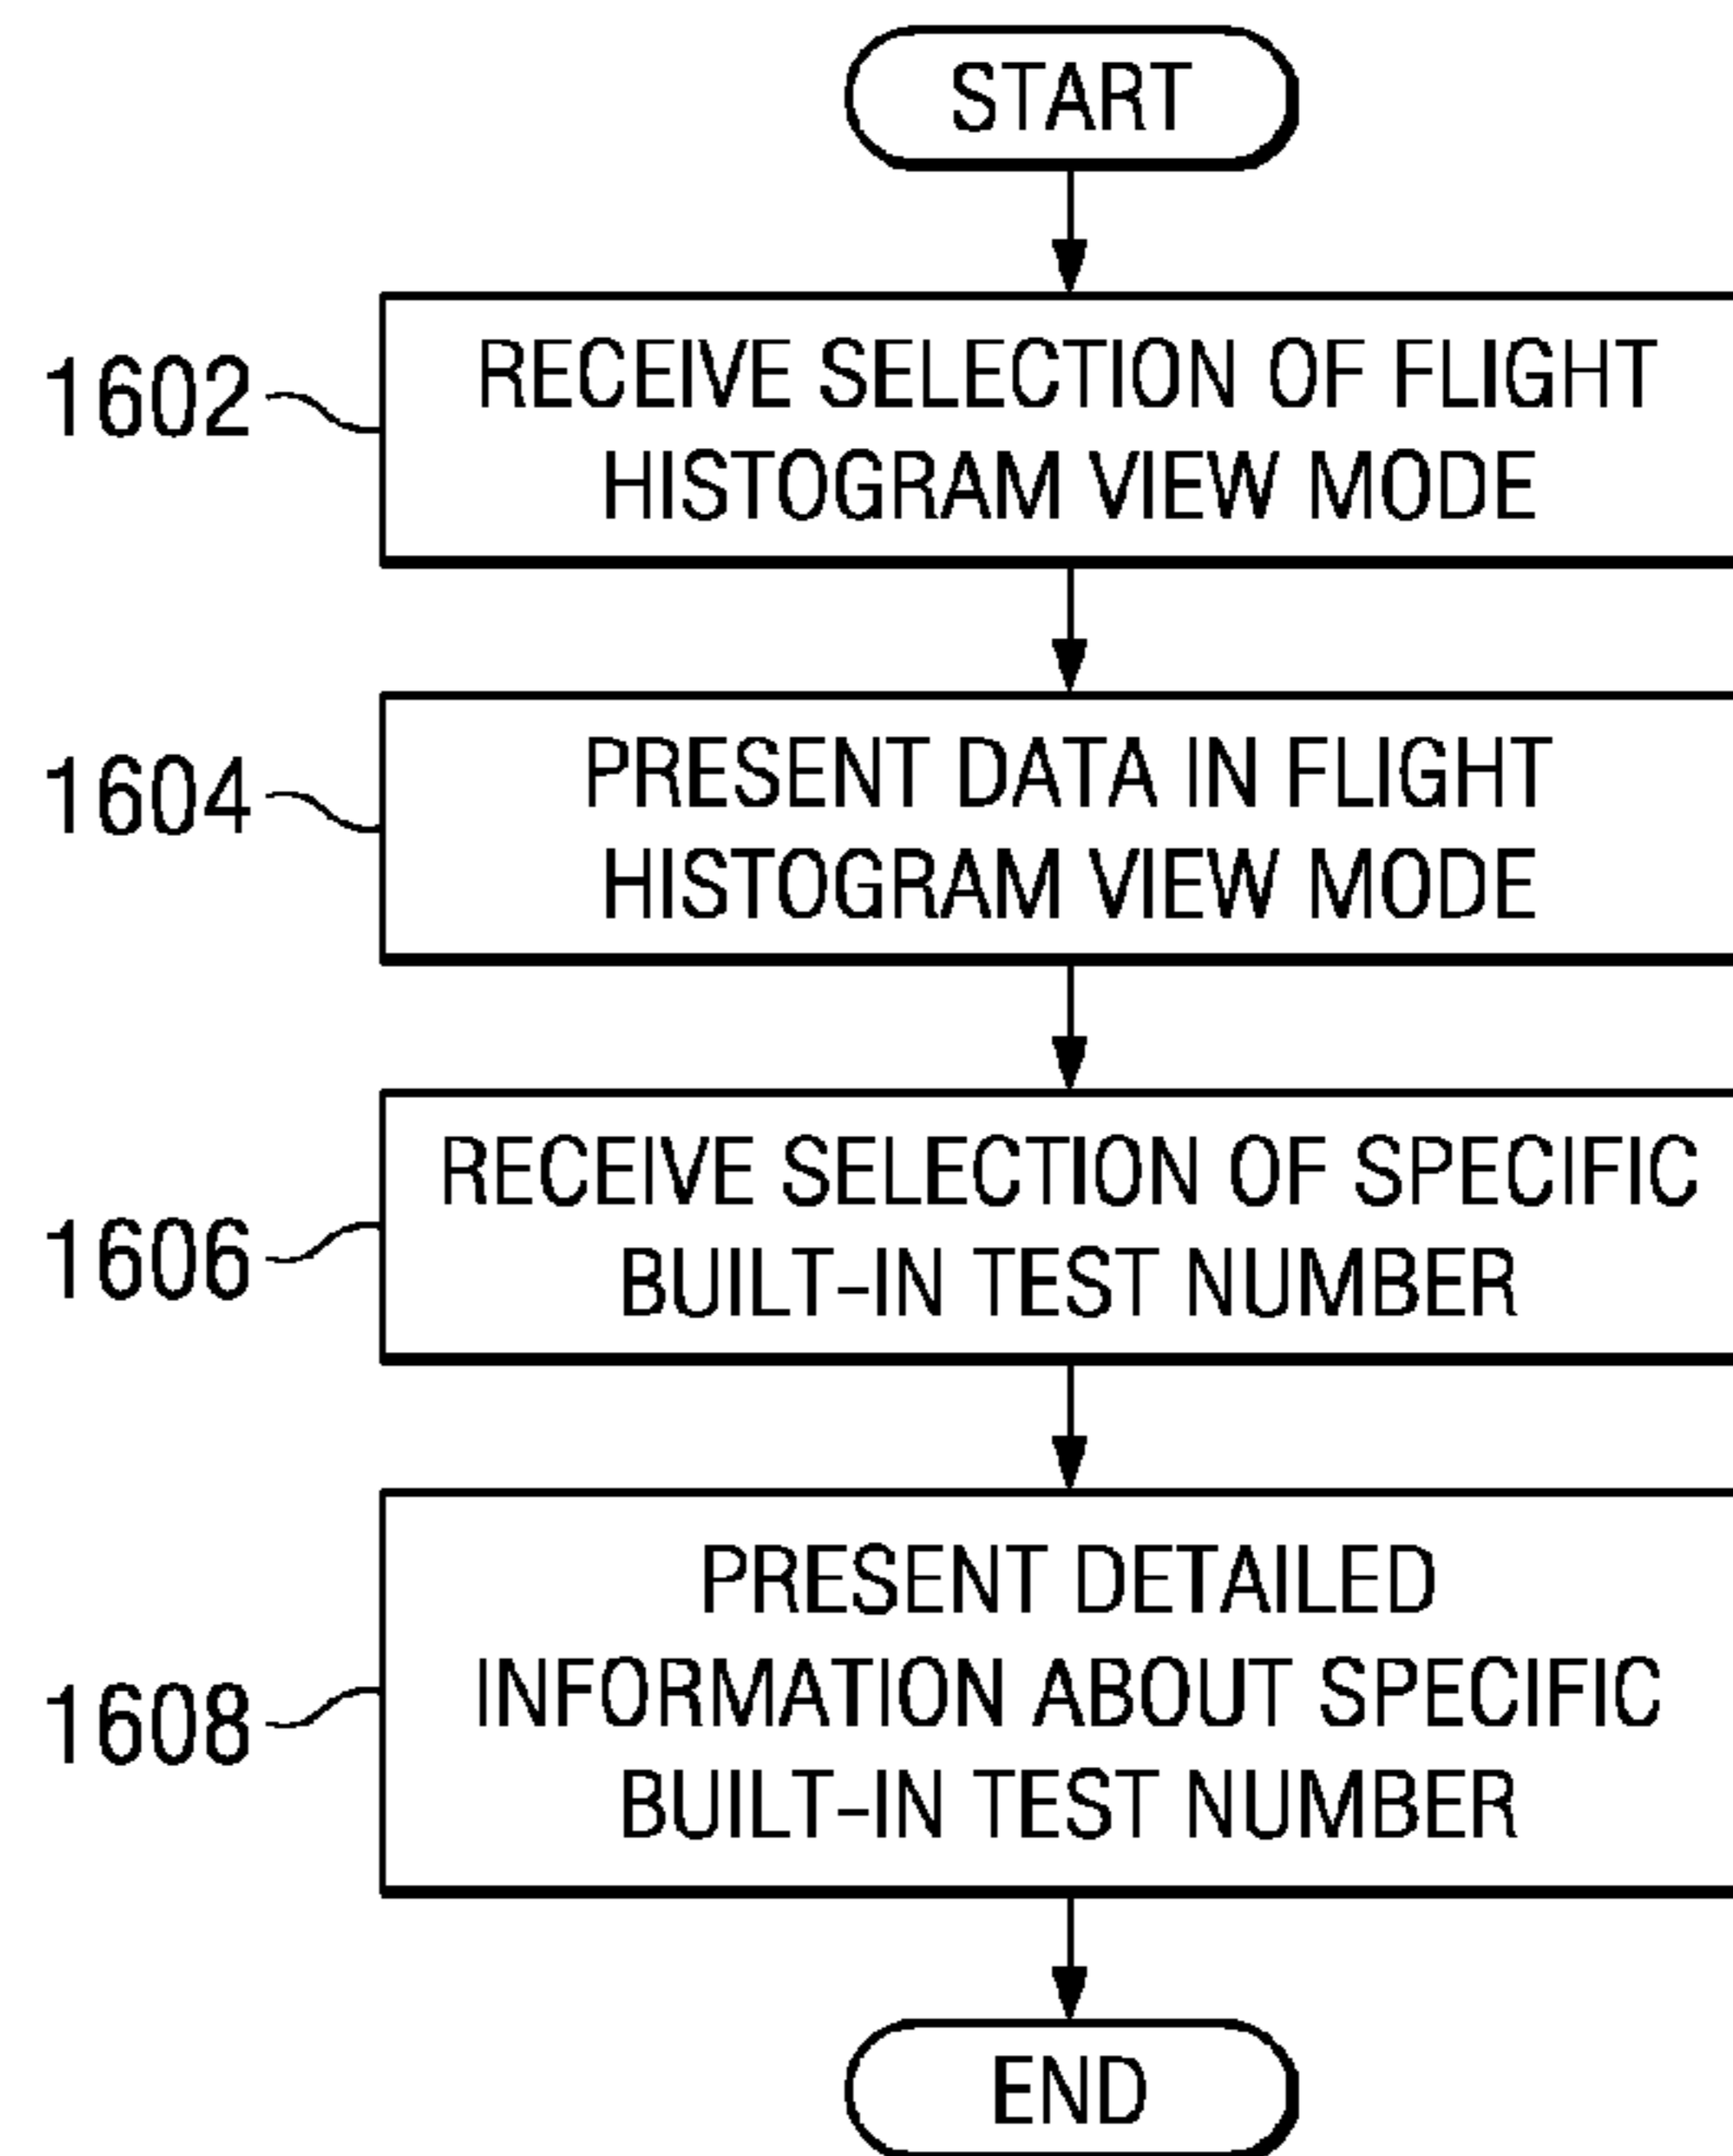 START
1602
RECEIVE SELECTION OF FLIGHT
HISTOGRAM VIEW MODE
1604
PRESENT DATA IN FLIGHT
HISTOGRAM VIEW MODE
1606
RECEIVE SELECTION OF SPECIFIC
BUILT-IN TEST NUMBER
1608
PRESENT DETAILED
INFORMATION ABOUT SPECIFIC
BUILT-IN TEST NUMBER
END